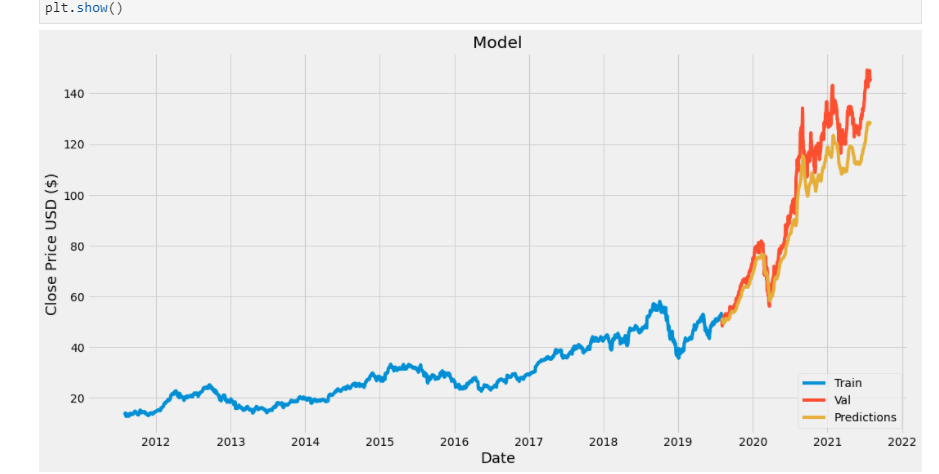 plt.show()
Model
Close Price USD ($)
140
120
100
80
60
40
20
Train
Val
Predictions
2012 2013 2014 2015 2016 2017 2018 2019 2020 2021 2022
Date